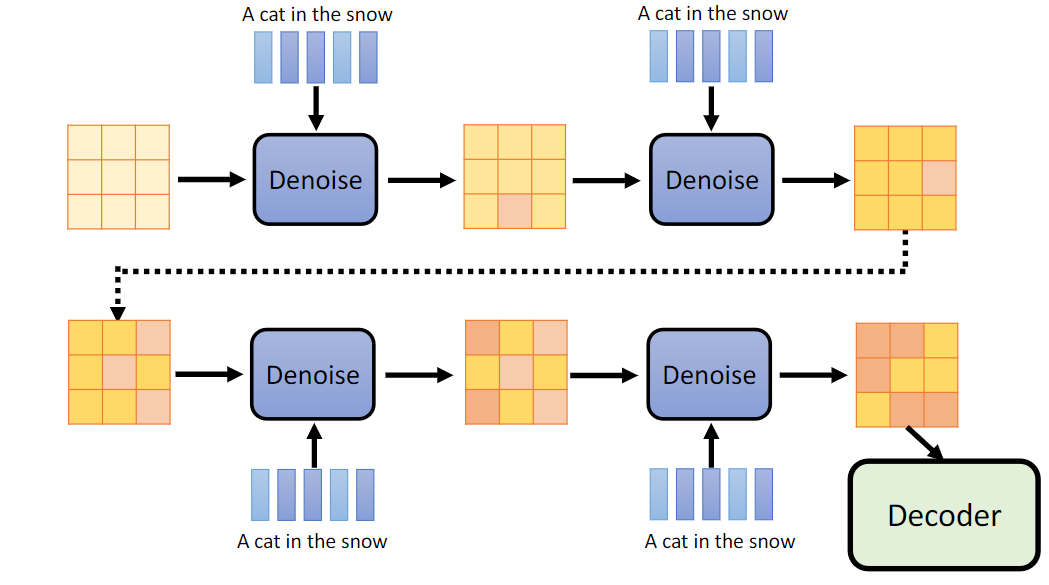 A cat in the snow
A cat in the snow
Denoise
Denoise
Denoise
Denoise
A cat in the snow
A cat in the snow
Decoder